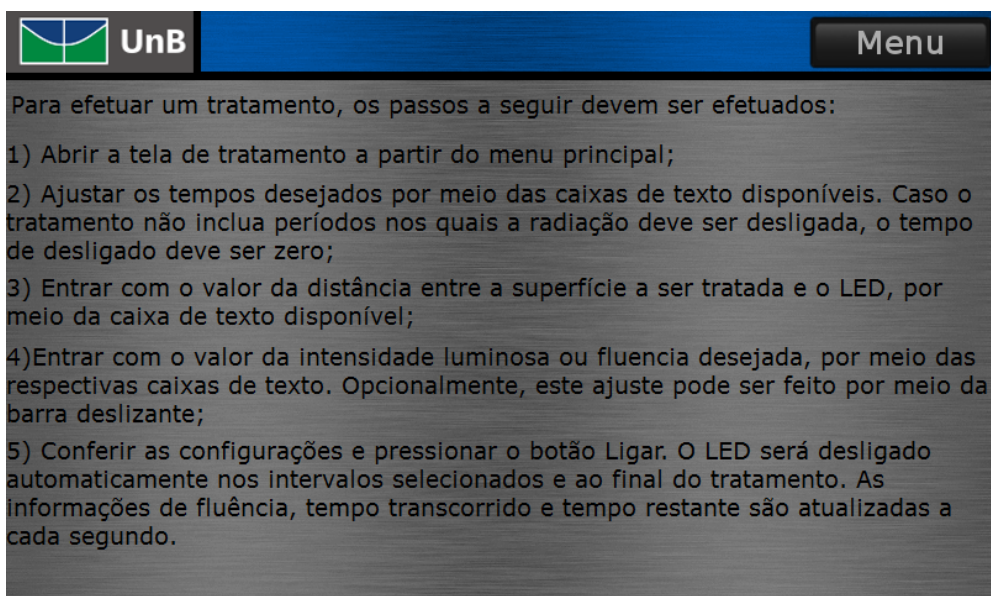 UnB
Menu
Para efetuar um tratamento, os passos a seguir devem ser efetuados:
1) Abrir a tela de tratamento a partir do menu principal;
2) Ajustar os tempos desejados por meio das caixas de texto disponíveis. Caso o
tratamento não inclua períodos nos quais a radiação deve ser desligada, o tempo
de desligado deve ser zero;
3) Entrar com o valor da distância entre a superfície a ser tratada e o LED, por
meio da caixa de texto disponível;
4)Entrar com o valor da intensidade luminosa ou fluencia desejada, por meio das
respectivas caixas de texto. Opcionalmente, este ajuste pode ser feito por meio da
barra deslizante;
5) Conferir as configurações e pressionar o botão Ligar. O LED será desligado
automaticamente nos intervalos selecionados e ao final do tratamento. As
informações de fluência, tempo transcorrido e tempo restante são atualizadas a
cada segundo.